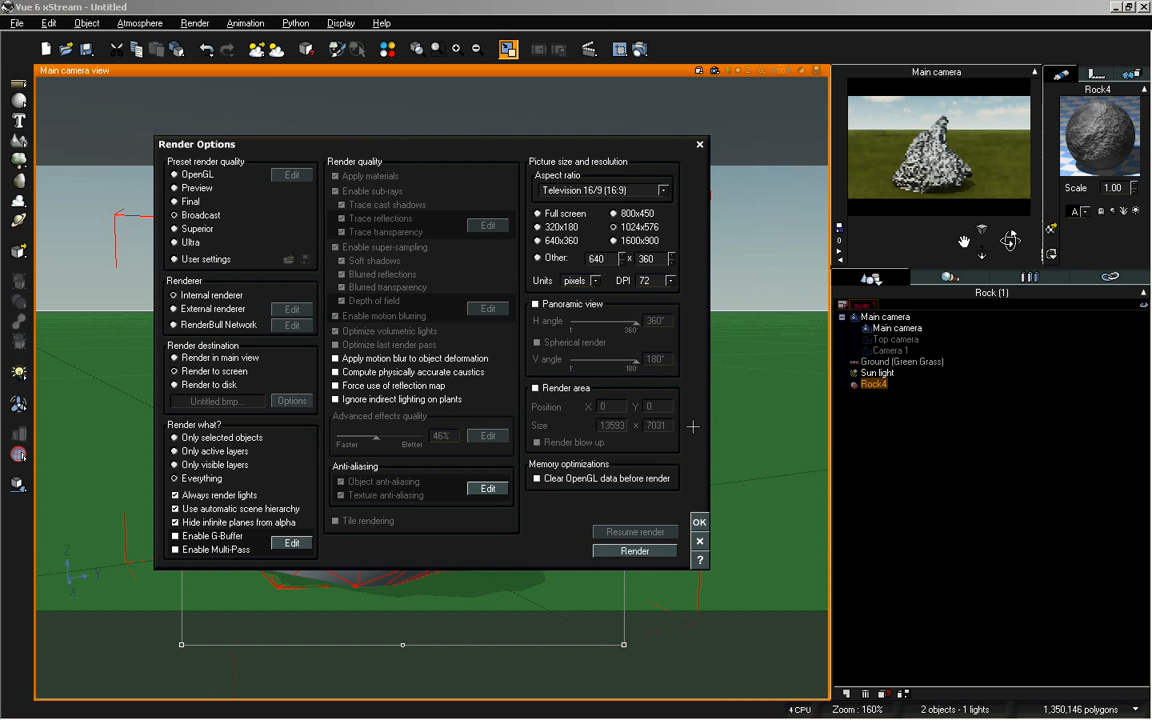 Vue 6 xStream - Untitled
File Edit Object Atmosphere Render Animation Python Display Help
Main camera view
Main camera
Rock4
Scale 1.00
A
0
Render Options
Preset render quality
OpenGL Edit
Preview
Final
Broadcast
Superior
Ultra
User settings
Renderer
Internal renderer
External renderer Edit
RenderBull Network Edit
Render destination
Render in main view
Render to screen
Render to disk
Untitled.bmp... Options
Render what?
Only selected objects
Only active layers
Only visible layers
Everything
Always render lights
Use automatic scene hierarchy
Hide infinite planes from alpha
Enable G-Buffer
Enable Multi-Pass
Edit
Render quality
Apply materials
Enable sub-rays
Trace cast shadows
Trace reflections
Trace transparency
Edit
Enable super-sampling
Soft shadows
Blurred reflections
Blurred transparency
Depth of field
Enable motion blurring
Edit
Optimize volumetric lights
Optimize last render pass
Apply motion blur to object deformation
Compute physically accurate caustics
Force use of reflection map
Ignore indirect lighting on plants
Advanced effects quality
46% Edit
Faster Better
Anti-aliasing
Object anti-aliasing
Texture anti-aliasing
Edit
Tile rendering
Picture size and resolution
Aspect ratio
Television 16/9 (16:9)
Full screen 800x450
320x180 1024x576
640x360 1600x900
Other: 640 x 360
Units pixels DPI 72
Panoramic view
H angle 360°
1° 360°
Spherical render
V angle 180°
1° 180°
Render area
Position X 0 Y 0
Size 13593 x 7031
Render blow up
Memory optimizations
Clear OpenGL data before render
Resume render
Render
OK
?
Rock (1)
Layer 1
Main camera
Main camera
Top camera
Camera 1
Ground (Green Grass)
Sun light
Rock4
Z
Y
X
4 CPU Zoom : 160% 2 objects - 1 lights 1,350,146 polygons